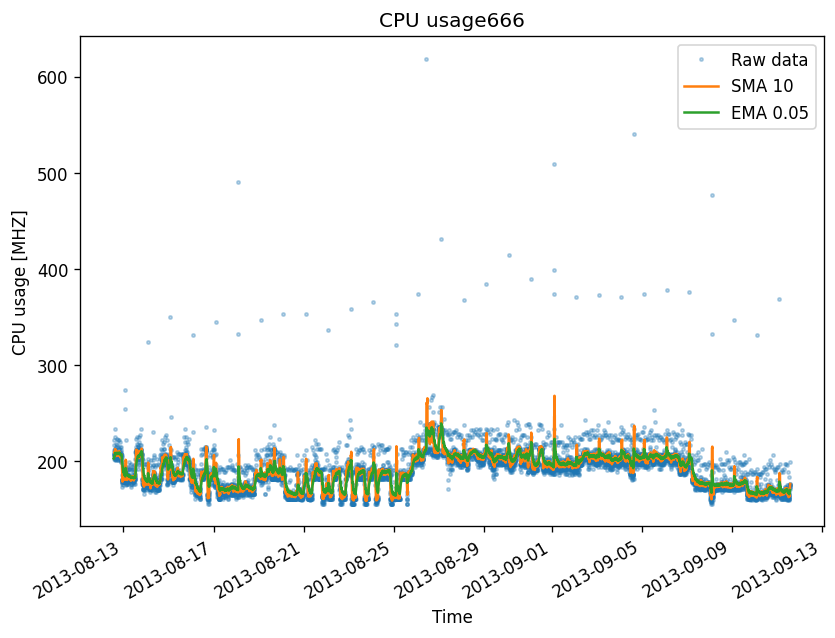 CPU usage666
Raw data
SMA 10
EMA 0.05
CPU usage [MHZ]
600
500
400
300
200
2013-08-13
2013-08-17
2013-08-21
2013-08-25
2013-08-29
2013-09-01
2013-09-05
2013-09-09
2013-09-13
Time